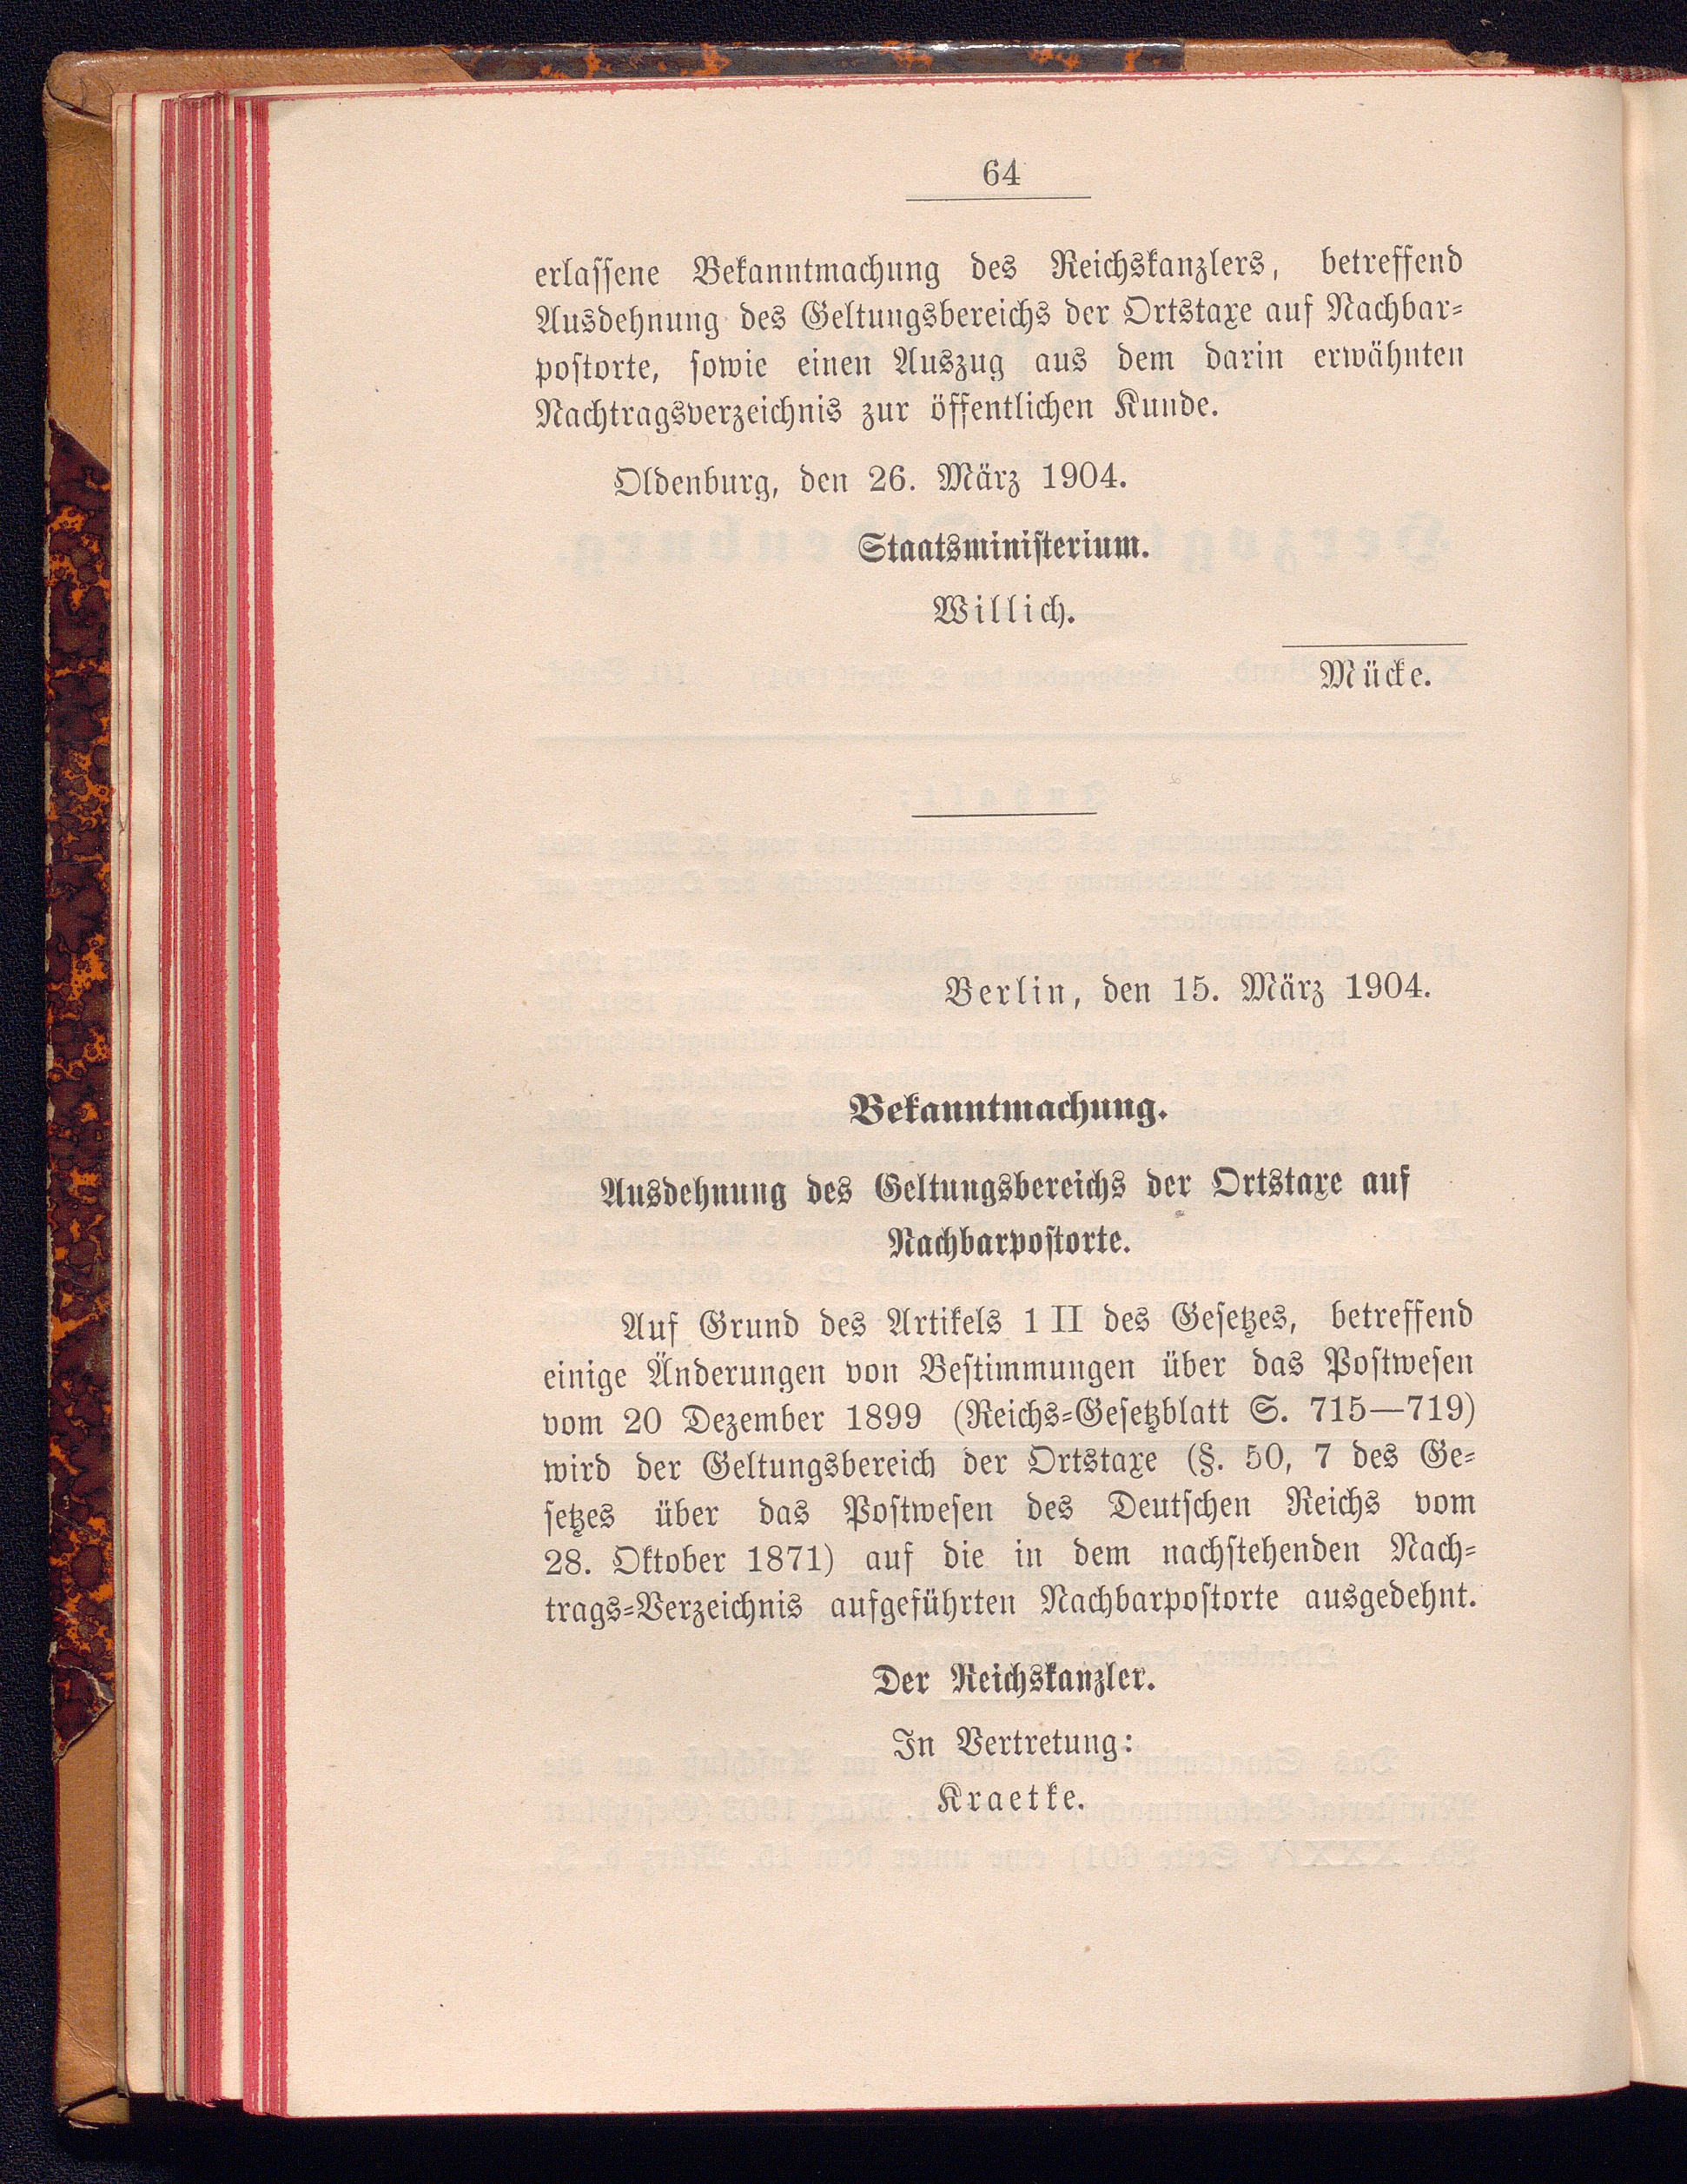 64
erlassene Bekanntmachung des Reichskanzlers, betreffend
Ausdehnung des Geltungsbereichs der Ortstaxe auf Nachbar-
postorte, sowie einen Auszug aus dem darin erwähnten
Nachtragsverzeichnis zur öffentlichen Kunde.
Oldenburg, den 26. März 1904.
Staatsministerium.
Willich.
Mücke.
Berlin, den 15. März 1904.
Bekanntmachung.
Ausdehnung des Geltungsbereichs der Ortstaxe auf
Nachbarpostorte.
Auf Grund des Artikels 1 II des Gesetzes, betreffend
einige Änderungen von Bestimmungen über das Postwesen
vom 20 Dezember 1899 (Reichs-Gesetzblatt S. 715—719)
wird der Geltungsbereich der Ortstaxe (§. 50, 7 des Ge-
setzes über das Postwesen des Deutschen Reichs vom
28. Oktober 1871) auf die in dem nachstehenden Nach-
trags-Verzeichnis aufgeführten Nachbarpostorte ausgedehnt.
Der Reichskanzler.
In Vertretung:
Kraetke.